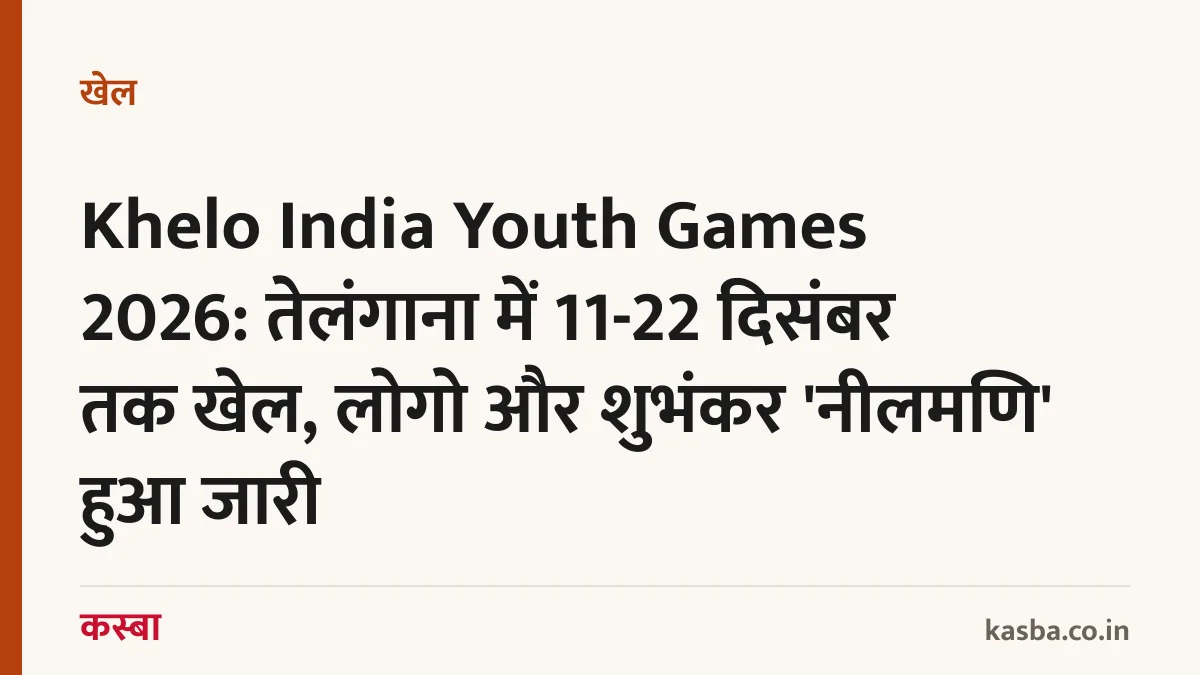 खेल
Khelo India Youth Games
2026: तेलंगाना में 11-22 दिसंबर
तक खेल, लोगो और शुभंकर 'नीलमणि'
हुआ जारी
कस्बा
kasba.co.in